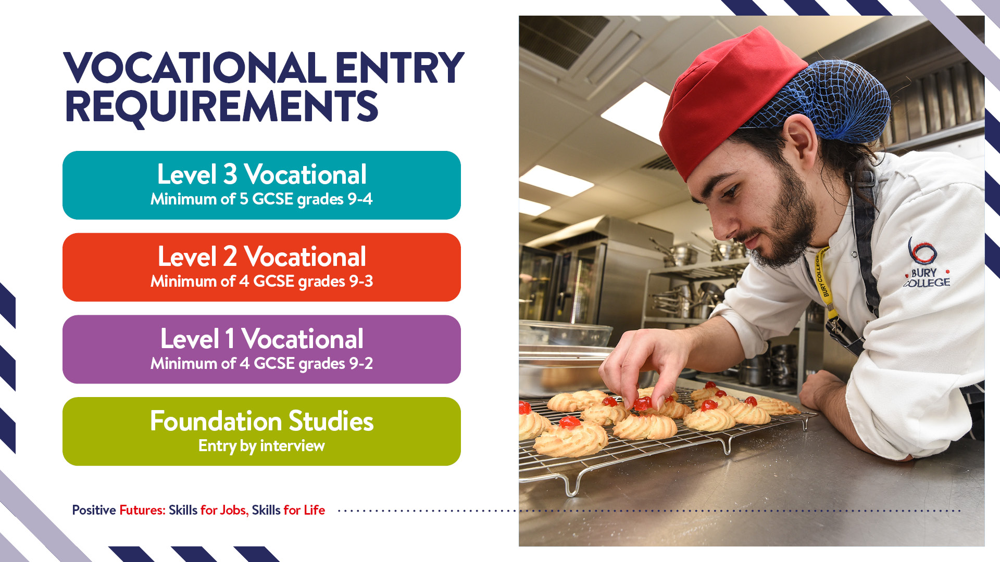 VOCATIONAL ENTRY
REQUIREMENTS
Level 3 Vocational
Minimum of 5 GCSE grades 9-4
Level 2 Vocational
Minimum of 4 GCSE grades 9-3
Level 1 Vocational
Minimum of 4 GCSE grades 9-2
Foundation Studies
Entry by interview
Positive Futures: Skills for Jobs, Skills for Life
BURY COLLEGE
BURY
COLLEGE